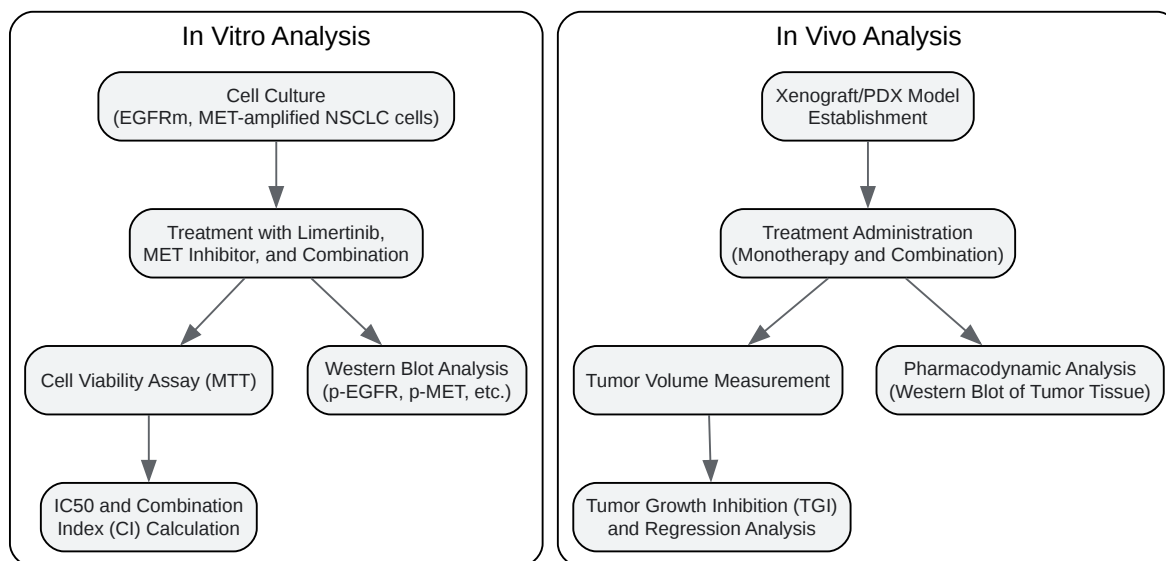 In Vitro Analysis
Cell Culture
(EGFRm, MET-amplified NSCLC cells)
Treatment with Limertinib,
MET Inhibitor, and Combination
Cell Viability Assay (MTT)
Western Blot Analysis
(p-EGFR, p-MET, etc.)
IC50 and Combination
Index (CI) Calculation
In Vivo Analysis
Xenograft/PDX Model
Establishment
Treatment Administration
(Monotherapy and Combination)
Tumor Volume Measurement
Pharmacodynamic Analysis
(Western Blot of Tumor Tissue)
Tumor Growth Inhibition (TGI)
and Regression Analysis